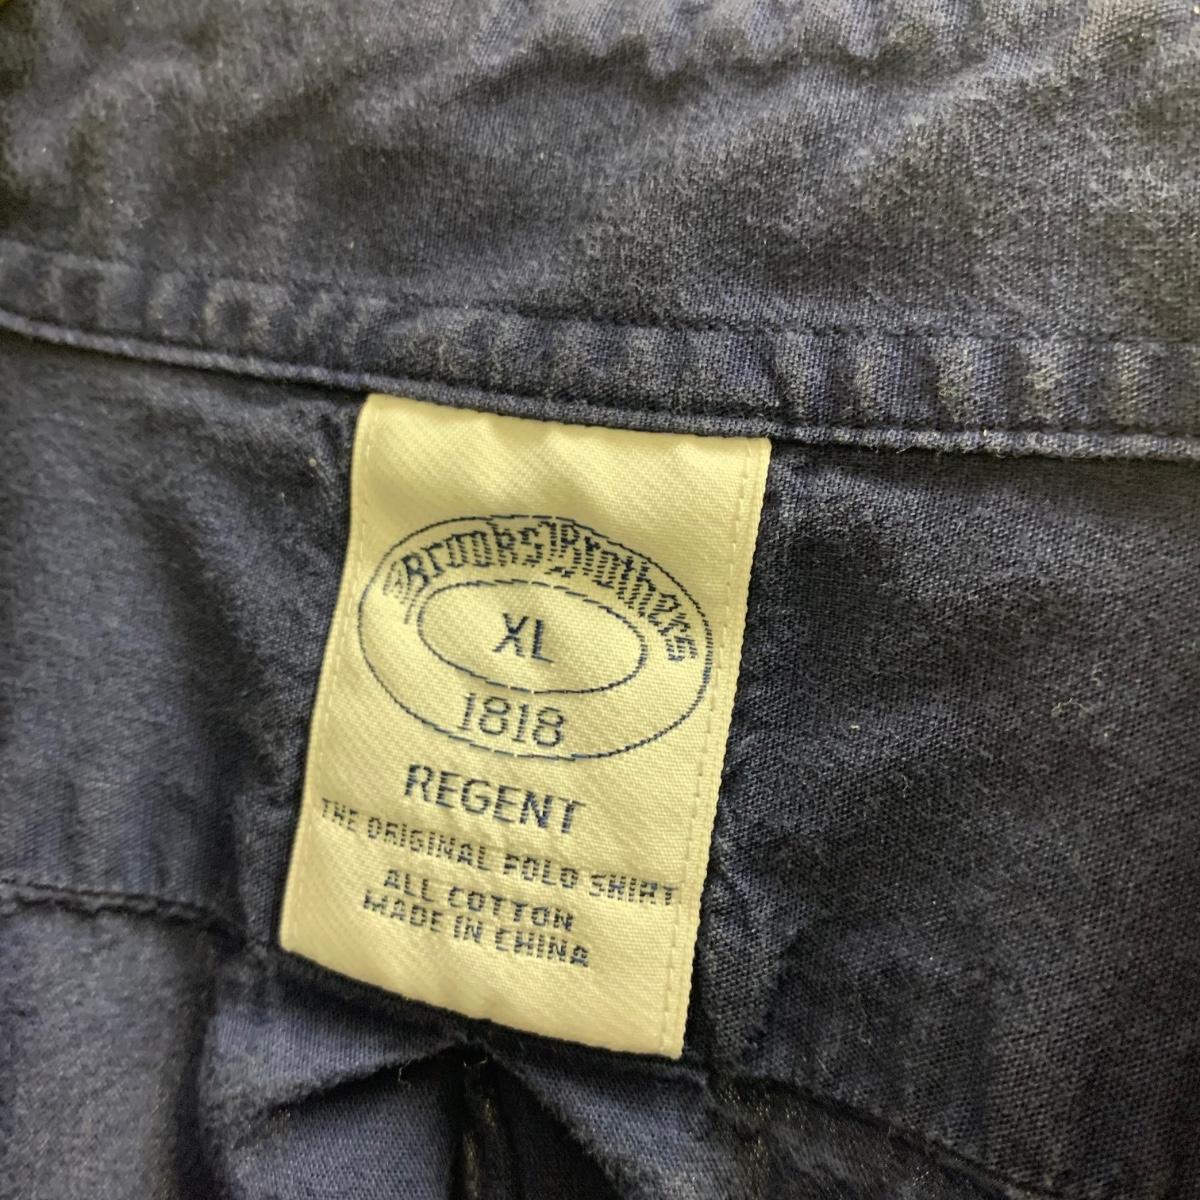 Brooks Brothers
XL
1818
REGENT
THE ORIGINAL POLO SHIRT
ALL COTTON
MADE IN CHINA